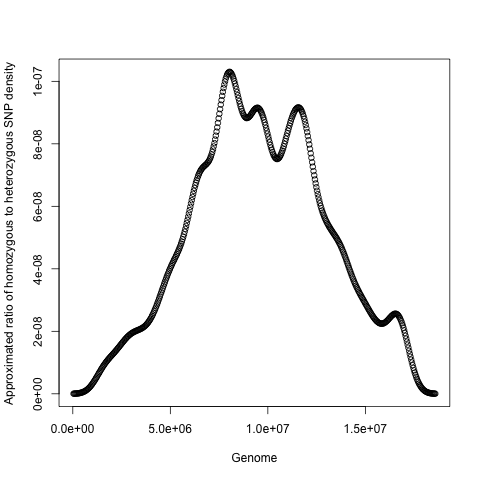 Approximated ratio of homozygous to heterozygous SNP density
1e-07
8e-08
6e-08
4e-08
2e-08
0e+00
0.0e+00 5.0e+06 1.0e+07 1.5e+07
Genome